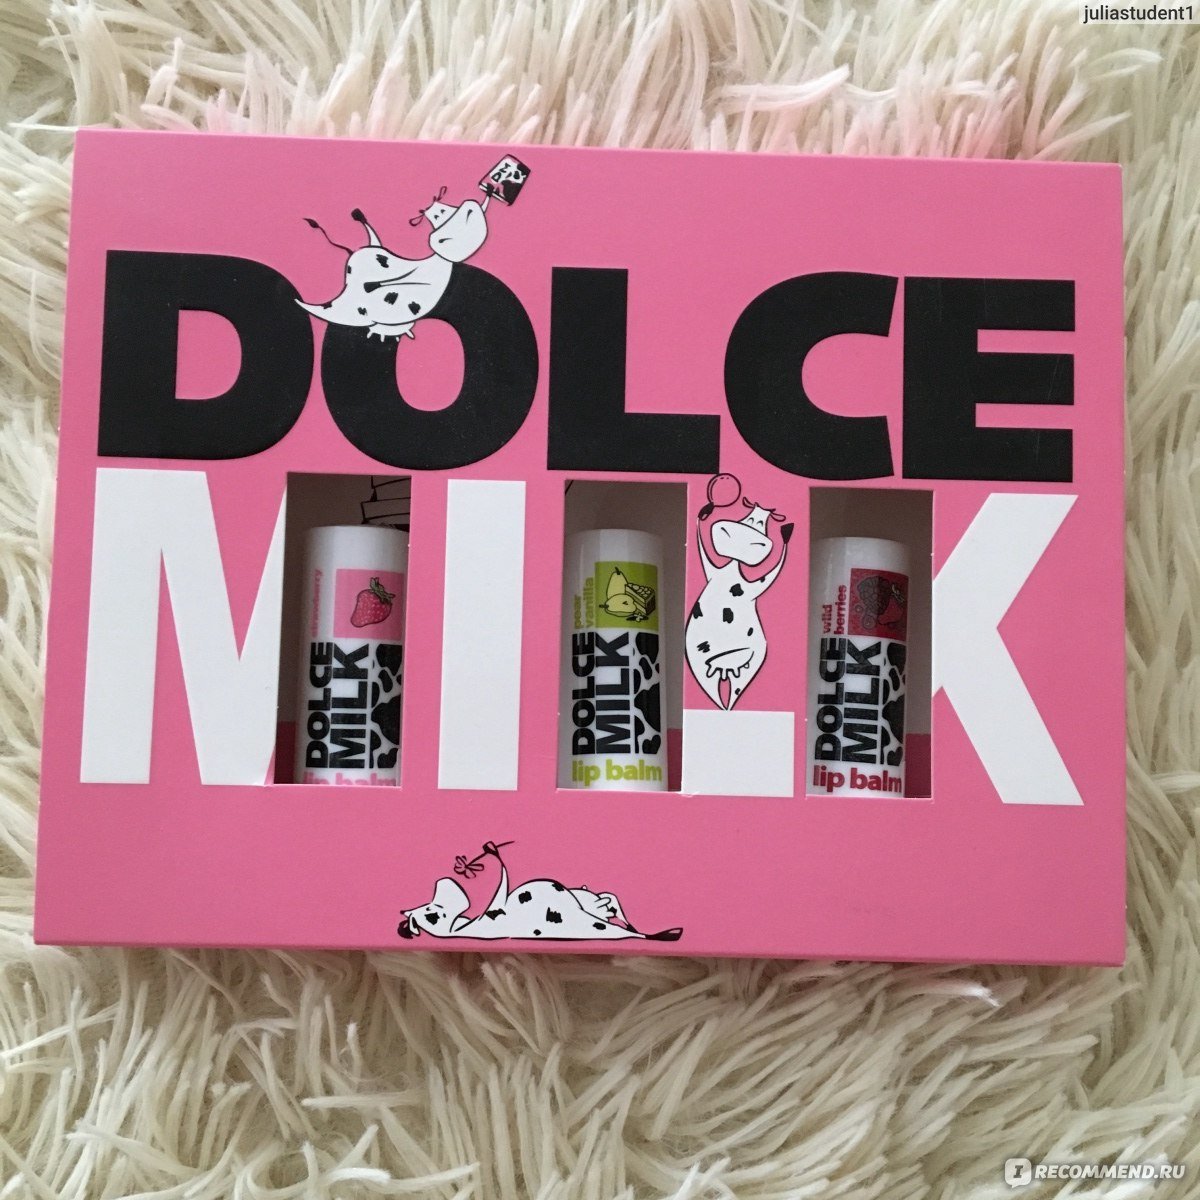 juliastudent1
DOLCE
MILK
strawberry
DOLCE
MILK
lip balm
pear
vanilla
DOLCE
MILK
lip balm
wild
berries
DOLCE
MILK
lip balm
IRECOMMEND.RU